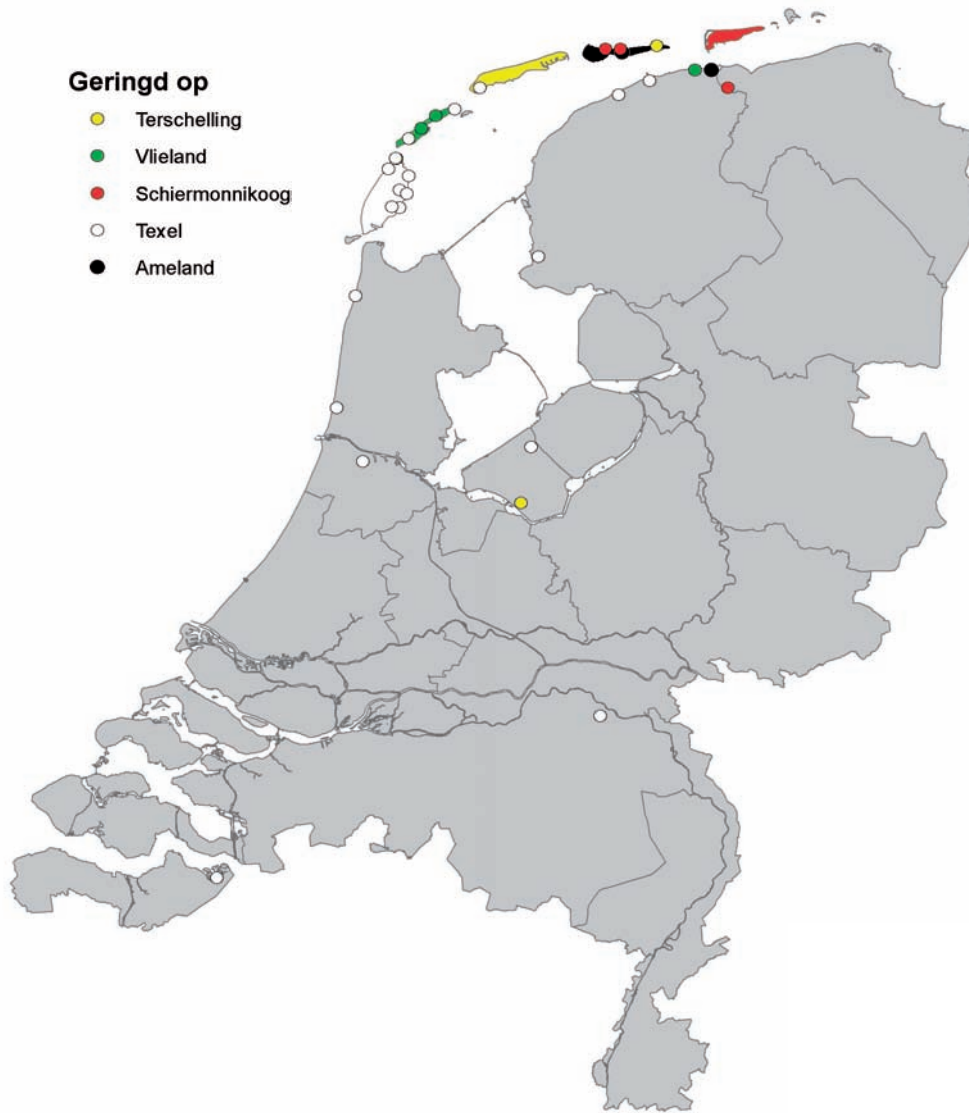 Geringd op
Terschelling
Vlieland
Schiermonnikoog
Texel
Ameland